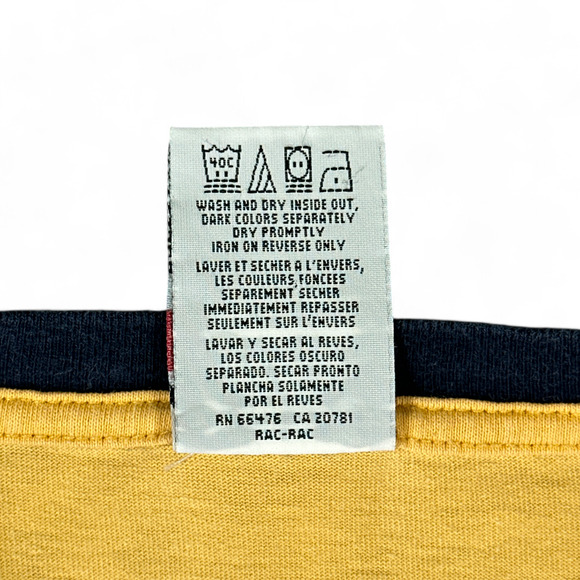 40C
WASH AND DRY INSIDE OUT,
DARK COLORS SEPARATELY
DRY PROMPTLY
IRON ON REVERSE ONLY
LAVER ET SECHER A L'ENVERS,
LES COULEURS,FONCEES
SEPAREMENT SECHER
IMMEDIATEMENT REPASSER
SEULEMENT SUR L'ENVERS
LAVAR Y SECAR AL REVES,
LOS COLORES OSCURO
SEPARADO. SECAR PRONTO
PLANCHA SOLAMENTE
POR EL REVES
RN 66476 CA 20781
RAC-RAC